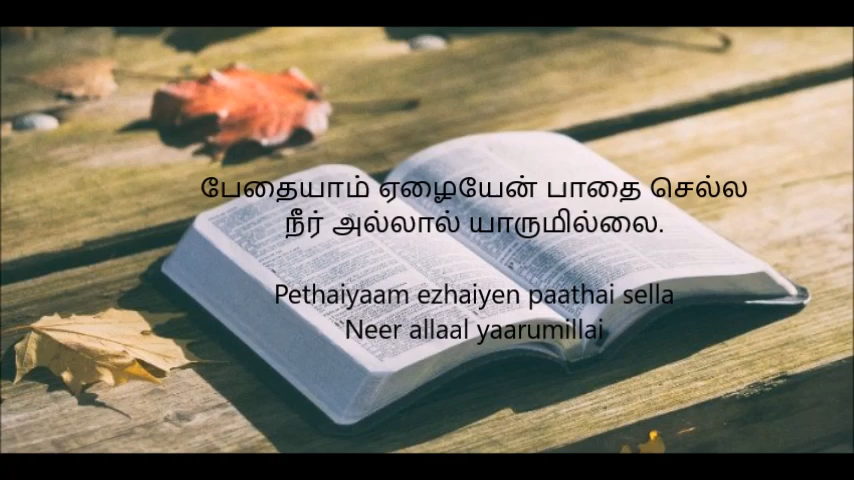 பேதையாம் ஏழையேன் பாதை செல்ல
நீர் அல்லால் யாருமில்லை.
Pethaiyaam ezhaiyen paathai sella
Neer allaal yaarumillai